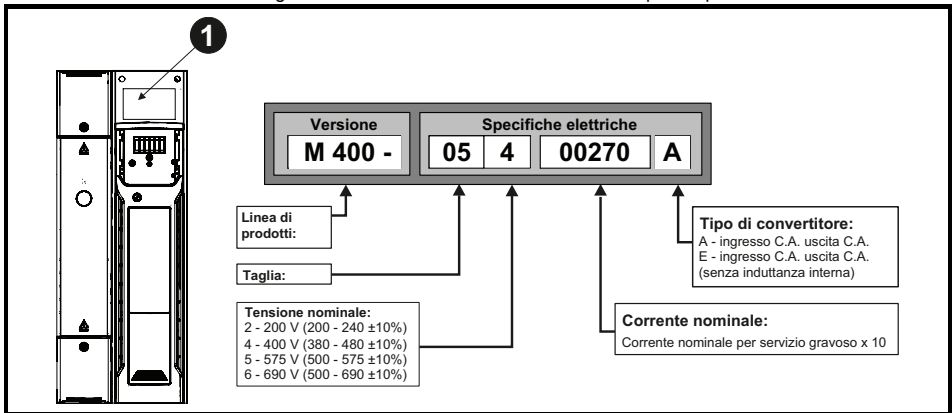 1
Versione
Specifiche elettriche
M 400 -
05
4
00270
A
Linea di
prodotti:
Taglia:
Tensione nominale:
2 - 200 V (200 - 240 ±10%)
4 - 400 V (380 - 480 ±10%)
5 - 575 V (500 - 575 ±10%)
6 - 690 V (500 - 690 ±10%)
Tipo di convertitore:
A - ingresso C.A. uscita C.A.
E - ingresso C.A. uscita C.A.
(senza induttanza interna)
Corrente nominale:
Corrente nominale per servizio gravoso x 10